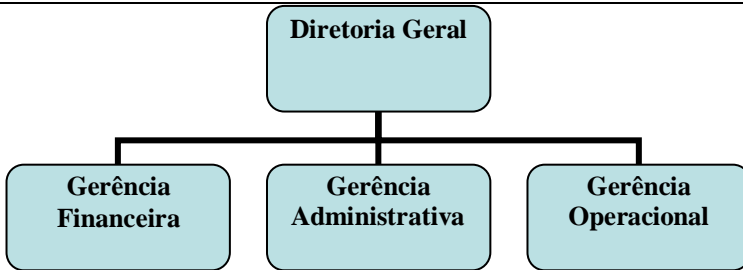 Diretoria Geral
Gerência
Financeira
Gerência
Administrativa
Gerência
Operacional